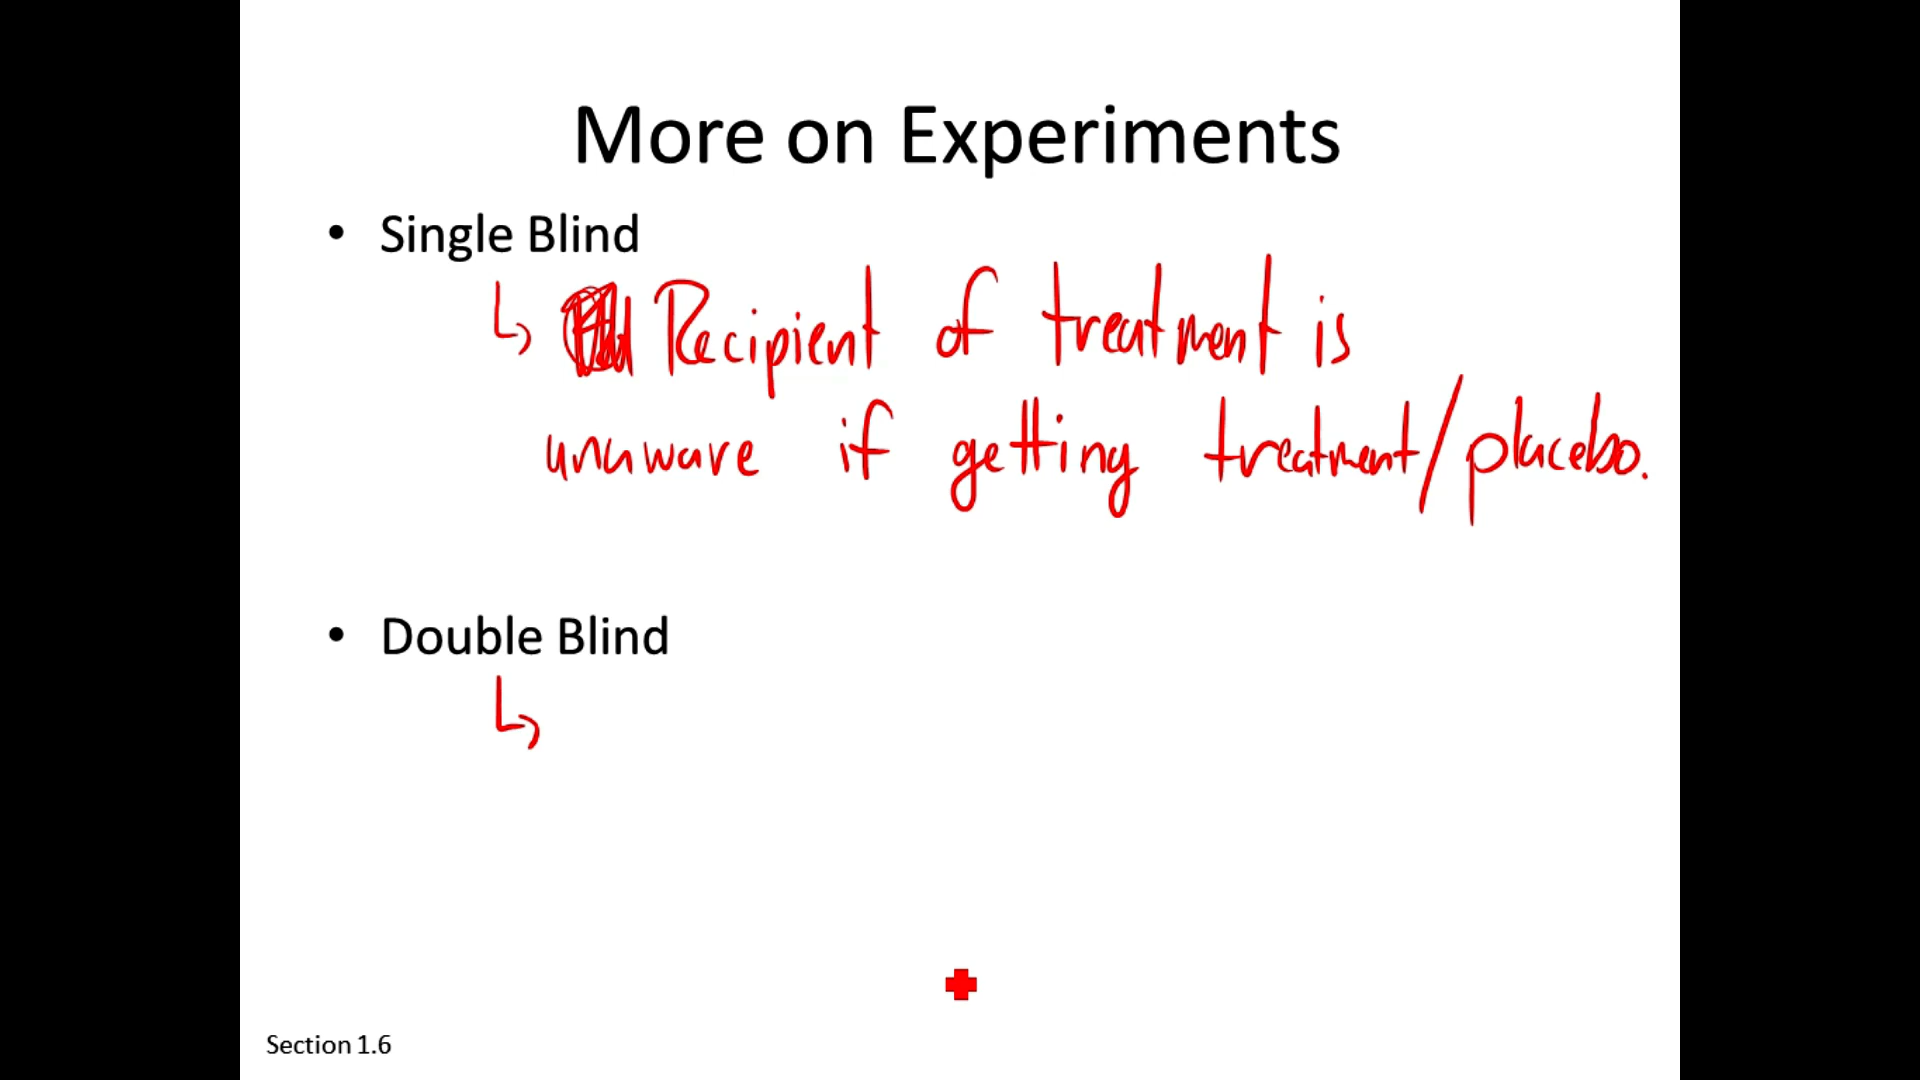 More on Experiments
• Single Blind
↳ Recipient of treatment is
unaware if getting treatment/placebo.
• Double Blind
↳
Section 1.6